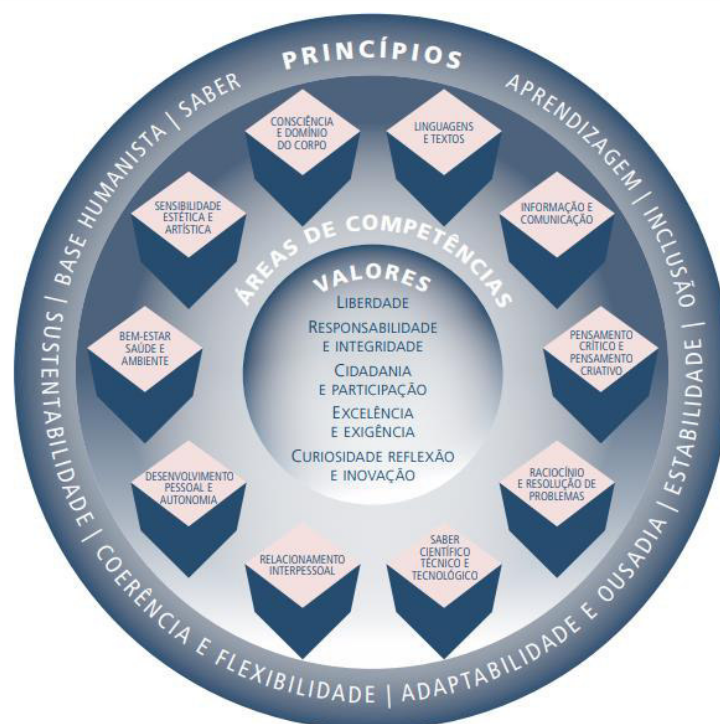 PRINCÍPIOS
BASE HUMANISTA | SABER
APRENDIZAGEM | INCLUSÃO |
SUSTENTABILIDADE |
ESTABILIDADE |
COERÊNCIA E FLEXIBILIDADE |
ADAPTABILIDADE E OUSADIA |
ÁREAS DE COMPETÊNCIAS
CONSCIÊNCIA
E DOMÍNIO
DO CORPO
LINGUAGENS
E TEXTOS
SENSIBILIDADE
ESTÉTICA E
ARTÍSTICA
INFORMAÇÃO E
COMUNICAÇÃO
BEM-ESTAR
SAÚDE E
AMBIENTE
PENSAMENTO
CRÍTICO E
PENSAMENTO
CRIATIVO
DESENVOLVIMENTO
PESSOAL E
AUTONOMIA
RACIOCÍNIO
E RESOLUÇÃO DE
PROBLEMAS
RELACIONAMENTO
INTERPESSOAL
SABER
CIENTÍFICO
TÉCNICO E
TECNOLÓGICO
VALORES
LIBERDADE
RESPONSABILIDADE
E INTEGRIDADE
CIDADANIA
E PARTICIPAÇÃO
EXCELÊNCIA
E EXIGÊNCIA
CURIOSIDADE REFLEXÃO
E INOVAÇÃO